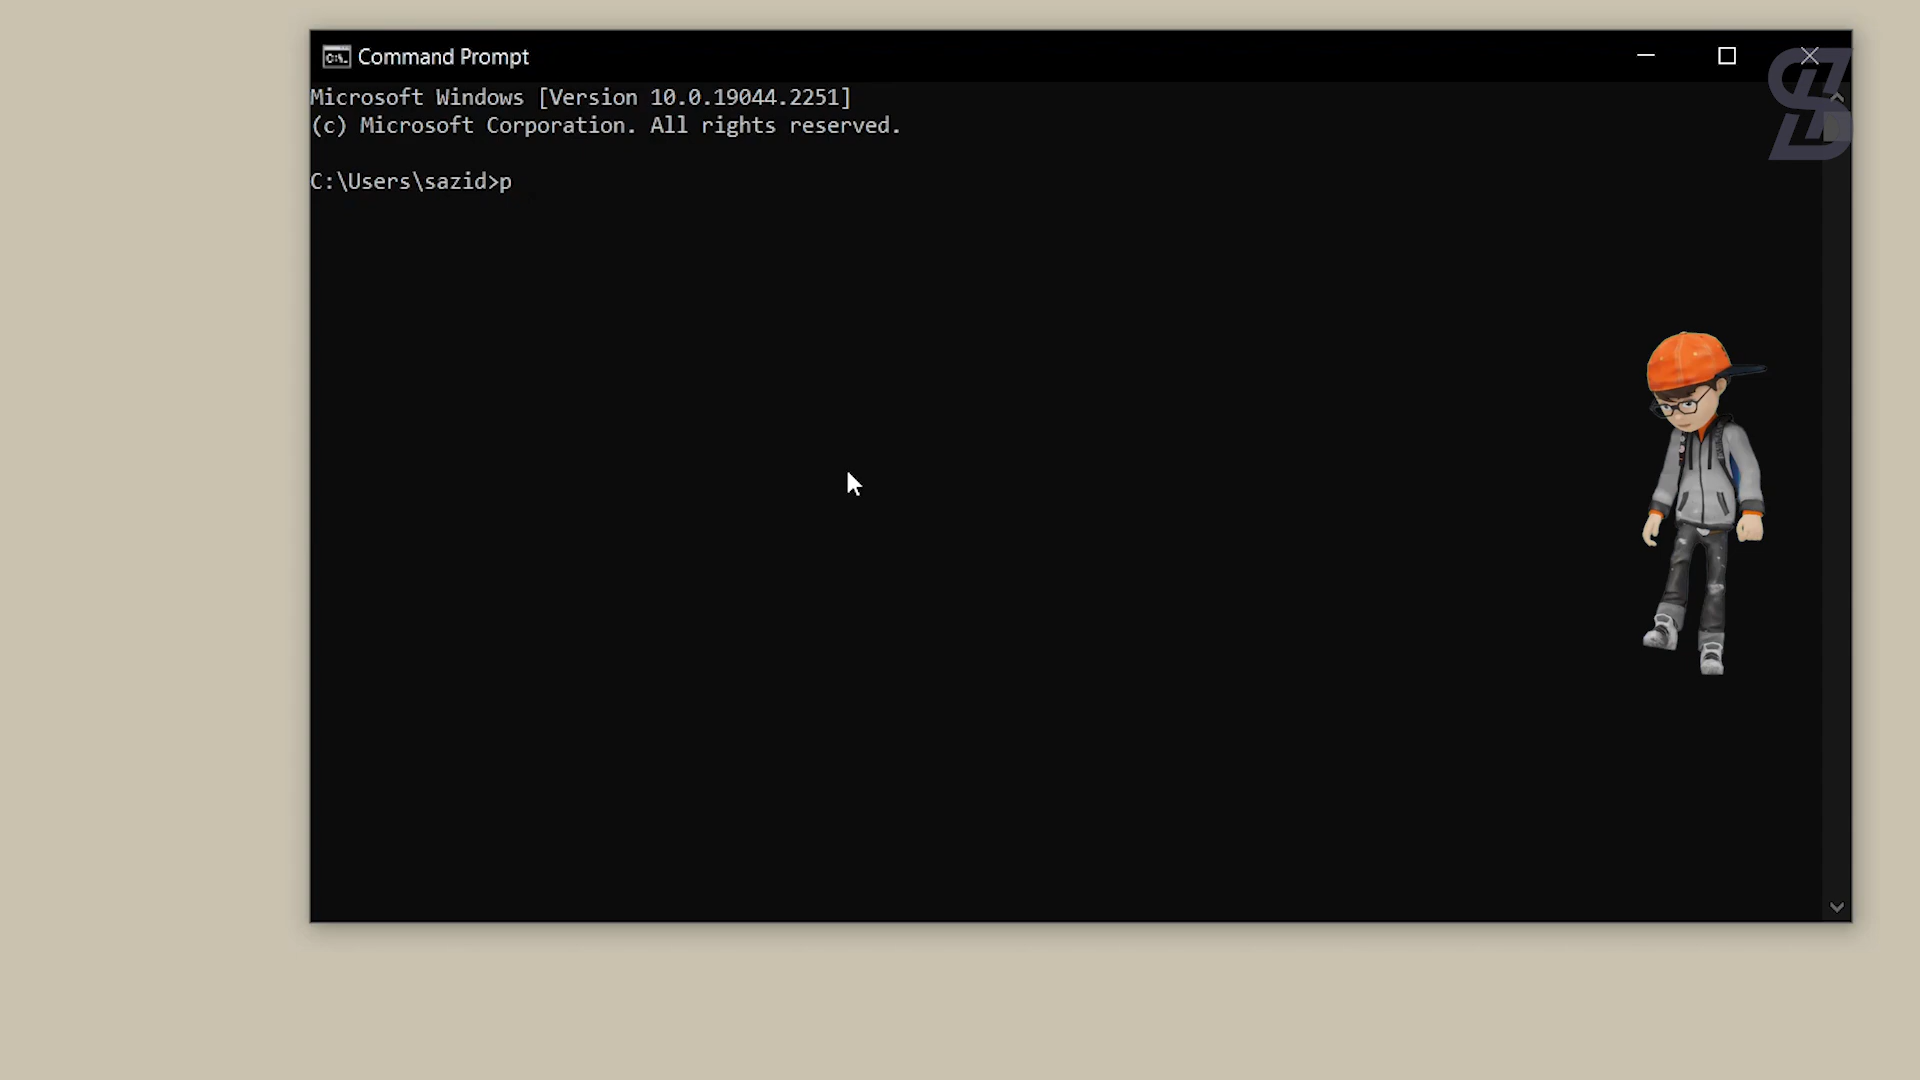 Command Prompt
Microsoft Windows [Version 10.0.19044.2251]
(c) Microsoft Corporation. All rights reserved.
C:\Users\sazid>p